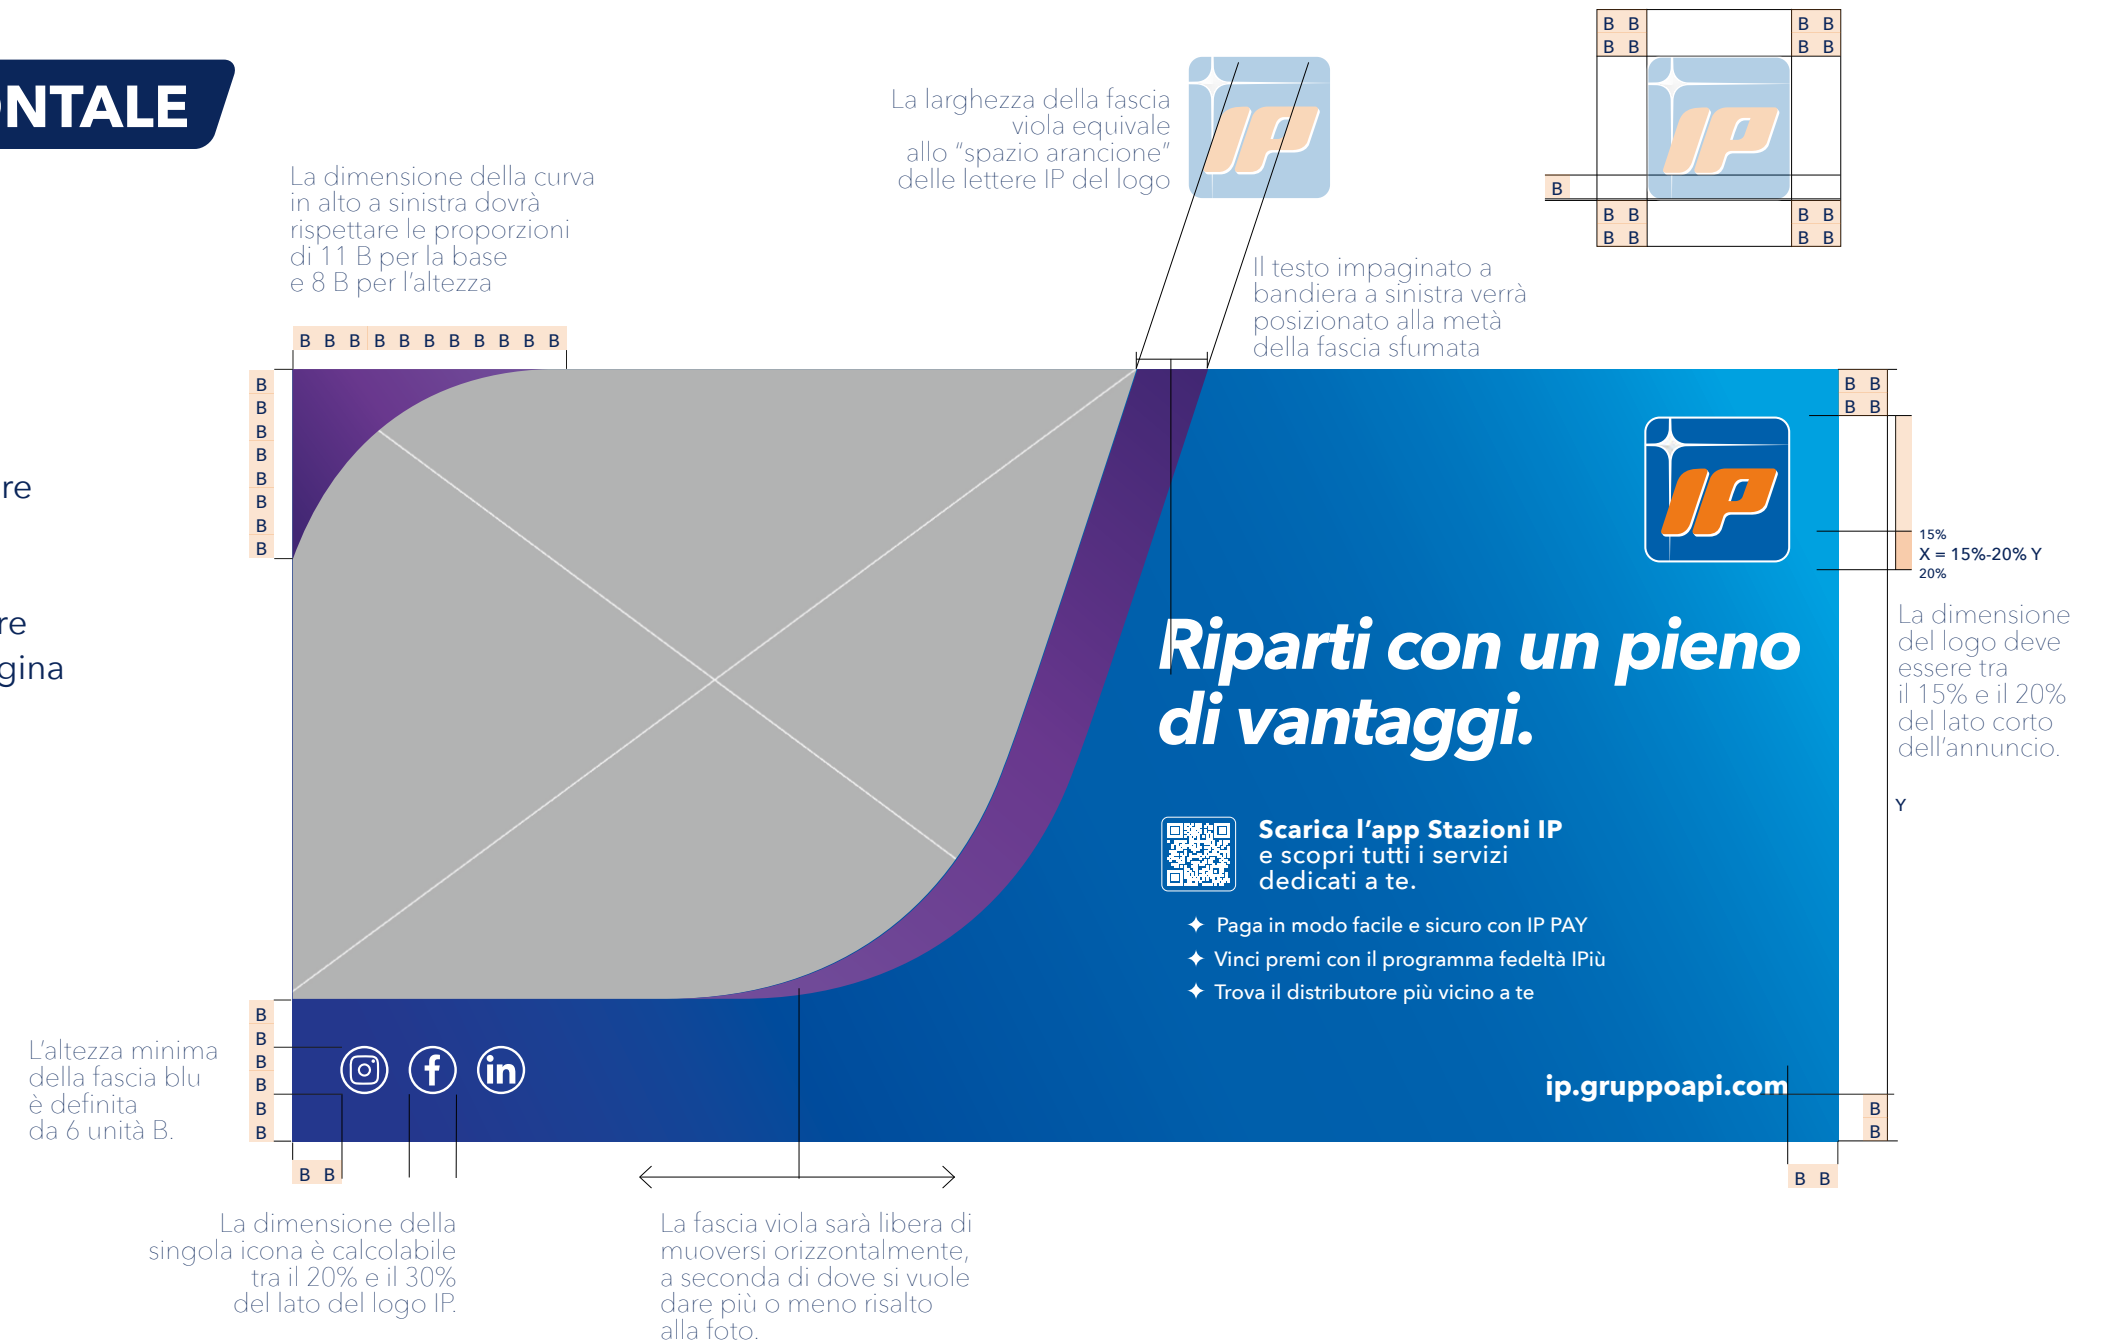 ONTALE
re
re
gina
La dimensione della curva
in alto a sinistra dovrà
rispettare le proporzioni
di 11 B per la base
e 8 B per l'altezza
La larghezza della fascia
viola equivale
allo “spazio arancione”
delle lettere IP del logo
IP
B B B B
B B B B
IP
B
B B B B
B B B B
Il testo impaginato a
bandiera a sinistra verrà
posizionato alla metà
della fascia sfumata
B B B B B B B B B B B
B
B
B
B
B
B
B
B
B B
B B
IP
15%
X = 15%-20% Y
20%
La dimensione
del logo deve
essere tra
il 15% e il 20%
del lato corto
dell'annuncio.
Y
Riparti con un pieno
di vantaggi.
Scarica l'app Stazioni IP
e scopri tutti i servizi
dedicati a te.
✦ Paga in modo facile e sicuro con IP PAY
✦ Vinci premi con il programma fedeltà IPiù
✦ Trova il distributore più vicino a te
L'altezza minima
della fascia blu
è definita
da 6 unità B.
B
B
B
B
B
B
f
in
ip.gruppoapi.com
B
B
B B
B B
La dimensione della
singola icona è calcolabile
tra il 20% e il 30%
del lato del logo IP.
La fascia viola sarà libera di
muoversi orizzontalmente,
a seconda di dove si vuole
dare più o meno risalto
alla foto.